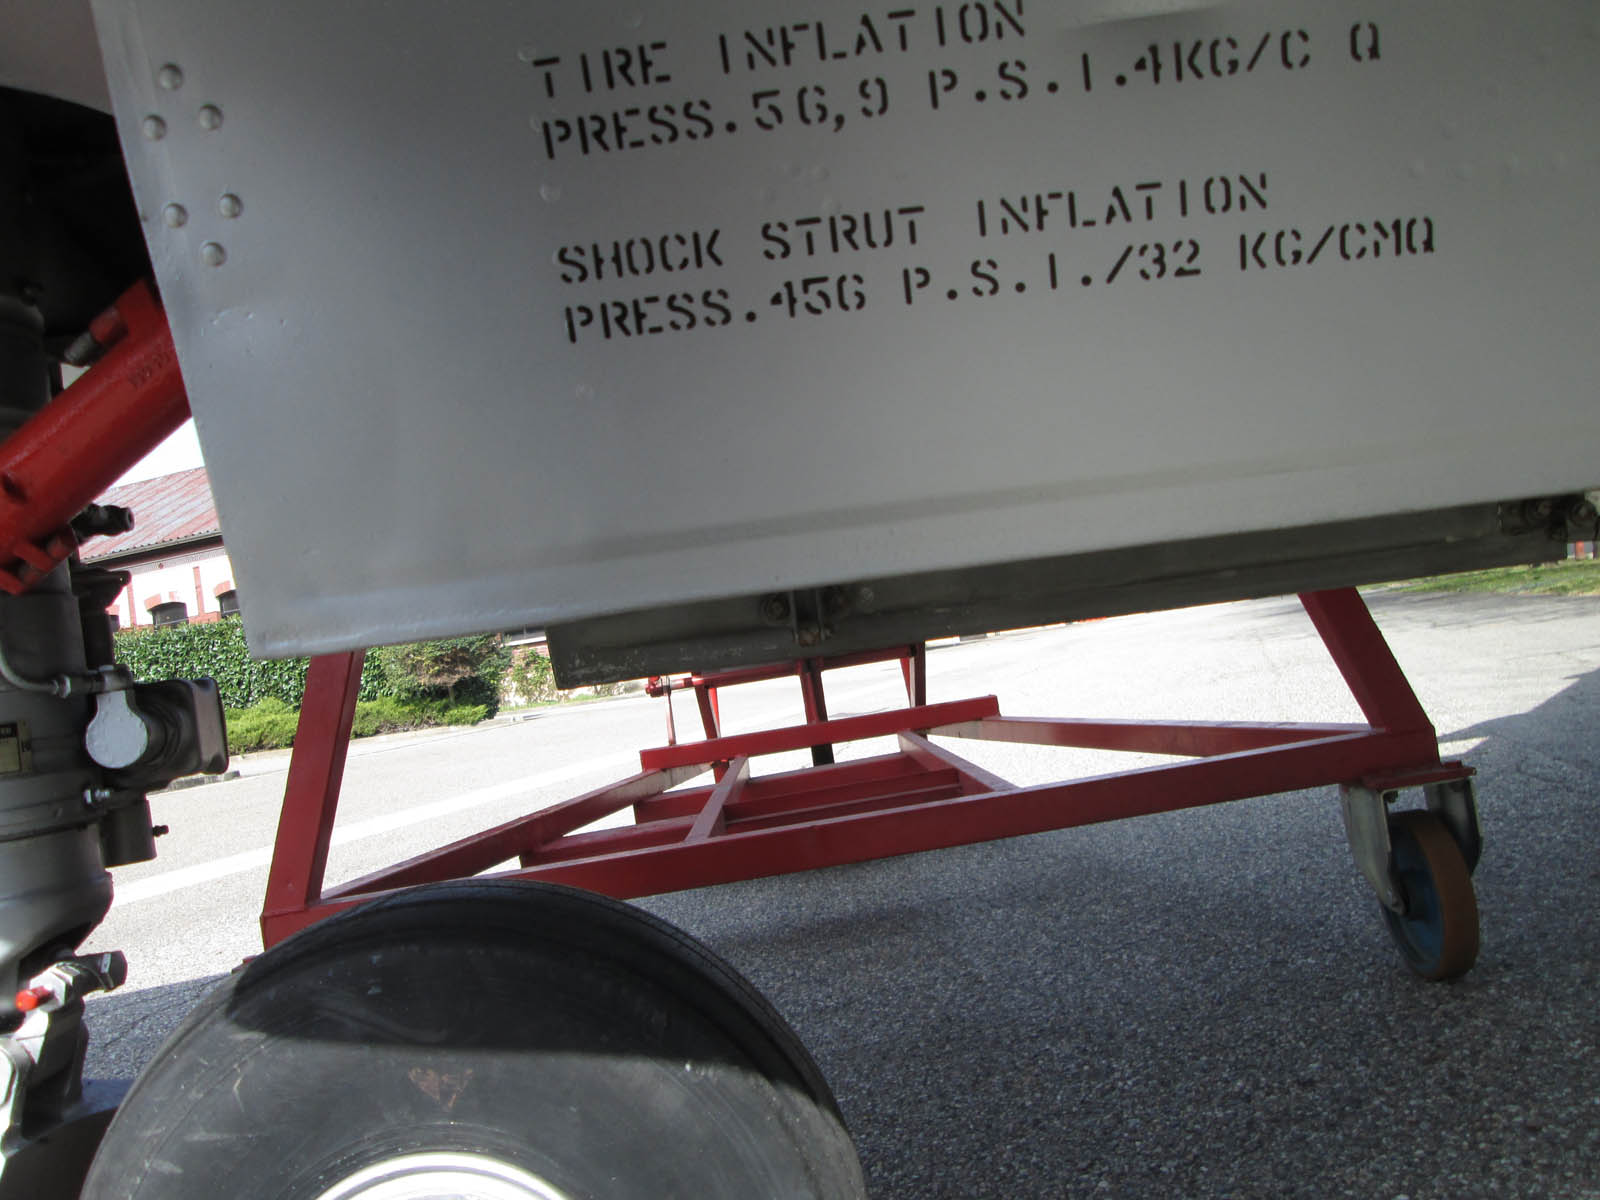 TIRE INFLATION
PRESS.56,9 P.S.I.4KG/C Q
SHOCK STRUT INFLATION
PRESS.456 P.S.I./32 KG/CMQ